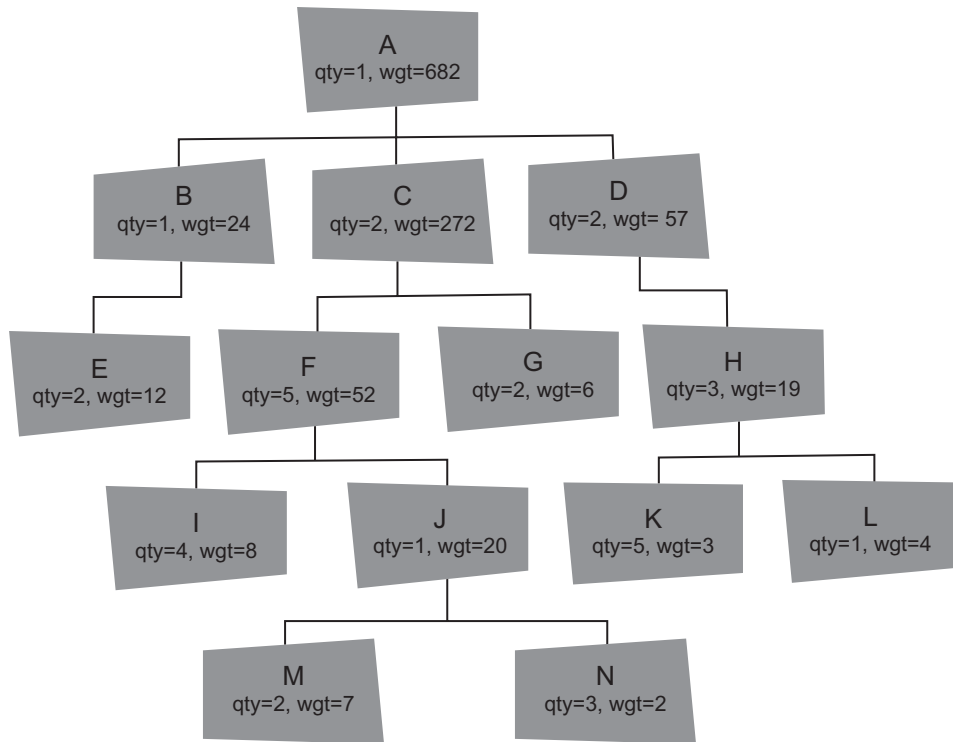 A
qty=1, wgt=682
B
qty=1, wgt=24
C
qty=2, wgt=272
D
qty=2, wgt= 57
E
qty=2, wgt=12
F
qty=5, wgt=52
G
qty=2, wgt=6
H
qty=3, wgt=19
I
qty=4, wgt=8
J
qty=1, wgt=20
K
qty=5, wgt=3
L
qty=1, wgt=4
M
qty=2, wgt=7
N
qty=3, wgt=2